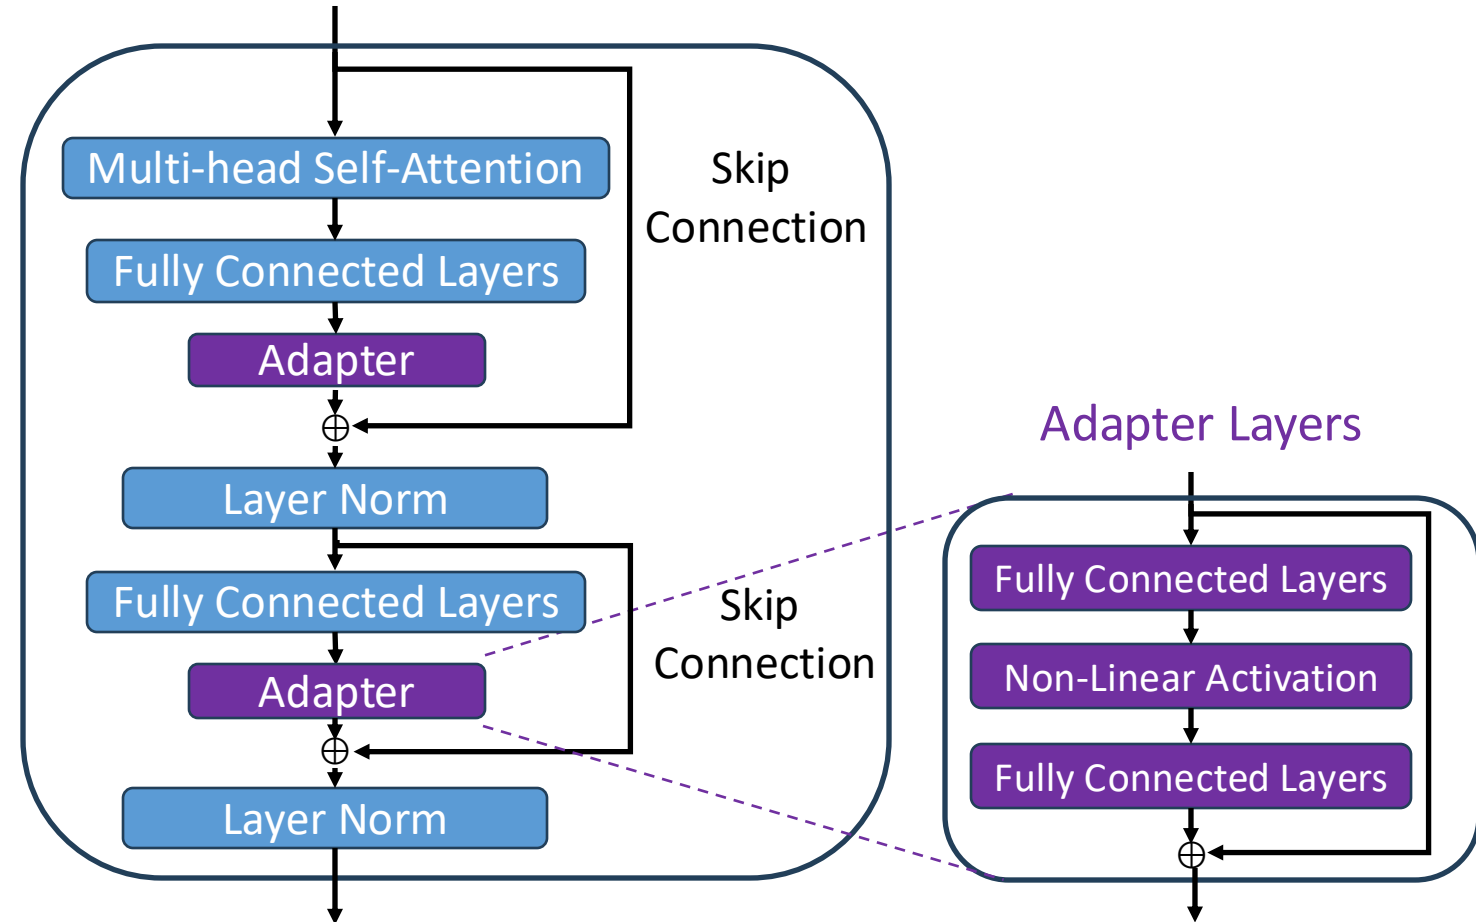 Multi-head Self-Attention
Skip
Connection
Fully Connected Layers
Adapter
Layer Norm
Fully Connected Layers
Skip
Connection
Adapter
Layer Norm
Adapter Layers
Fully Connected Layers
Non-Linear Activation
Fully Connected Layers